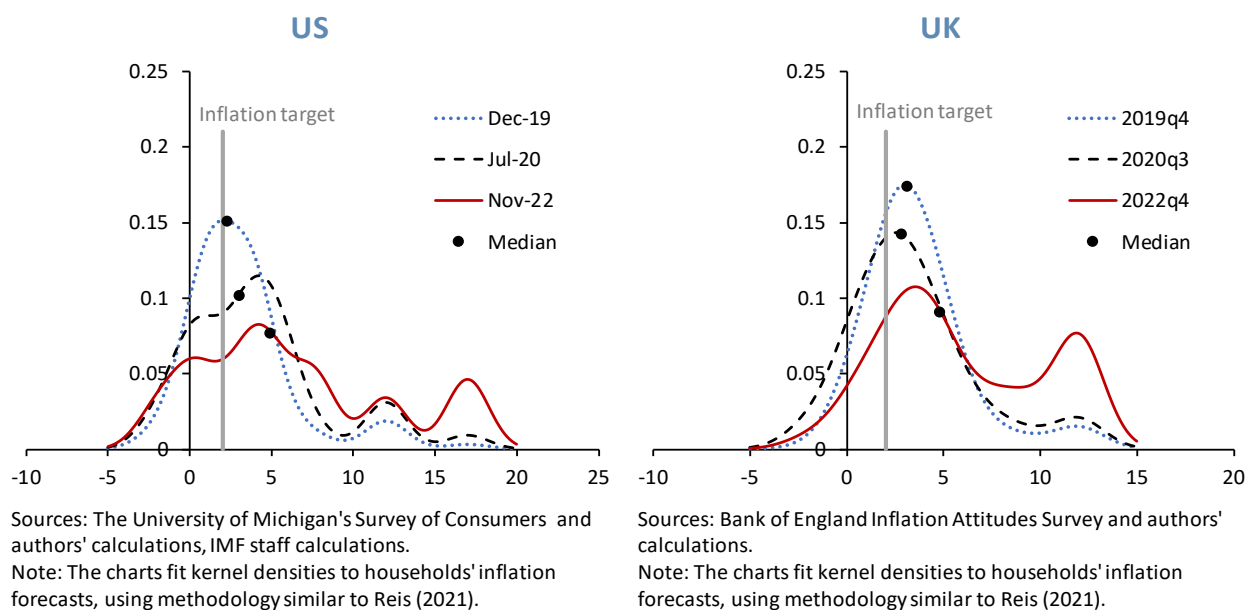 US
0.25
0.2
0.15
0.1
0.05
0
-10
-5
0
5
10
15
20
25
Inflation target
Dec-19
Jul-20
Nov-22
Median
Sources: The University of Michigan's Survey of Consumers and
authors' calculations, IMF staff calculations.
Note: The charts fit kernel densities to households' inflation
forecasts, using methodology similar to Reis (2021).
UK
0.25
0.2
0.15
0.1
0.05
0
-10
-5
0
5
10
15
20
Inflation target
2019q4
2020q3
2022q4
Median
Sources: Bank of England Inflation Attitudes Survey and authors'
calculations.
Note: The charts fit kernel densities to households' inflation
forecasts, using methodology similar to Reis (2021).